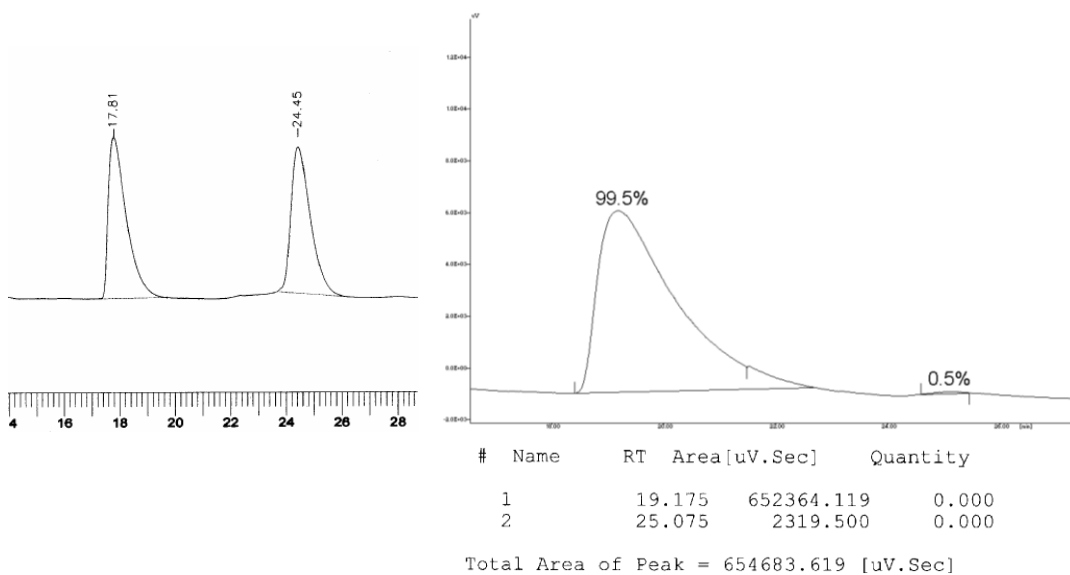 17.81
24.45
4 16 18 20 22 24 26 28
99.5%
0.5%
# Name RT Area[uV.Sec] Quantity
1 19.175 652364.119 0.000
2 25.075 2319.500 0.000
Total Area of Peak = 654683.619 [uV.Sec]